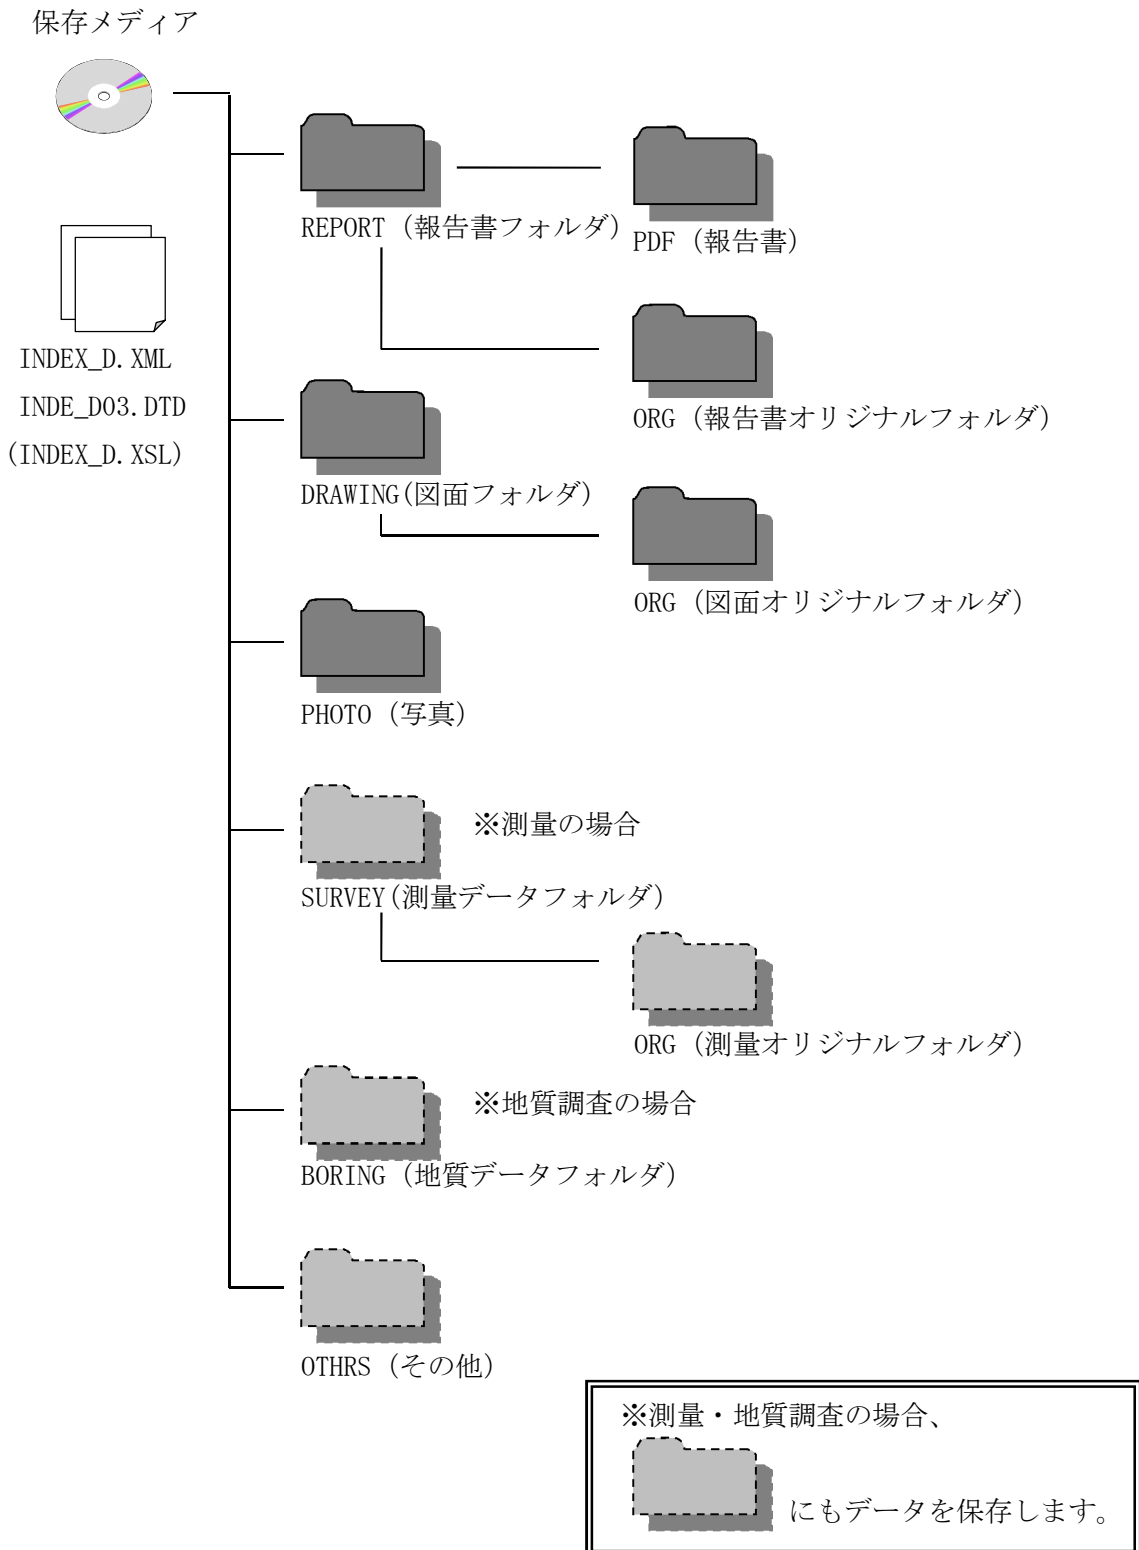 保存メディア
REPORT (報告書フォルダ)
PDF (報告書)
INDEX_D.XML
INDE_D03.DTD
(INDEX_D.XSL)
ORG (報告書オリジナルフォルダ)
DRAWING(図面フォルダ)
ORG (図面オリジナルフォルダ)
PHOTO (写真)
※測量の場合
SURVEY(測量データフォルダ)
ORG (測量オリジナルフォルダ)
※地質調査の場合
BORING (地質データフォルダ)
OTHRS (その他)
※測量・地質調査の場合、
にもデータを保存します。